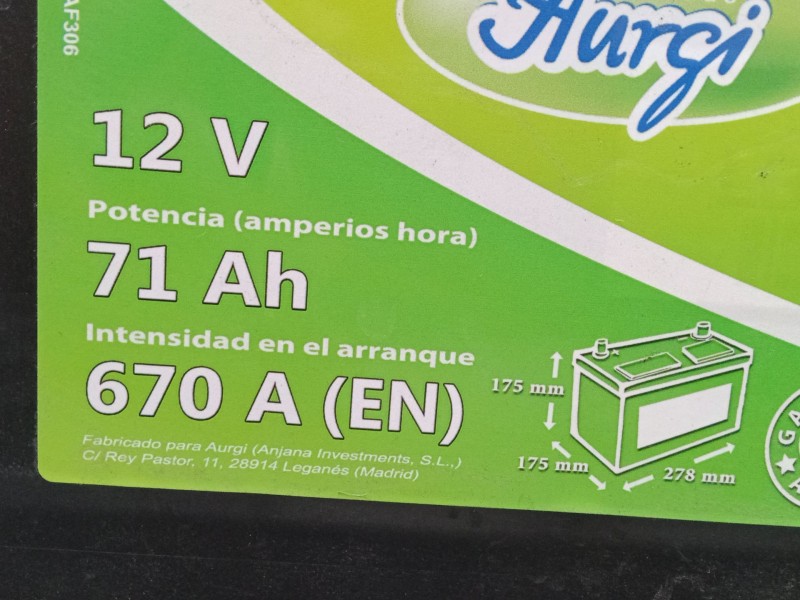 AF306
Aurgi
12 V
Potencia (amperios hora)
71 Ah
Intensidad en el arranque
670 A (EN)
175 mm
175 mm
278 mm
Fabricado para Aurgi (Anjana Investments, S.L.,)
C/ Rey Pastor, 11, 28914 Leganés (Madrid)